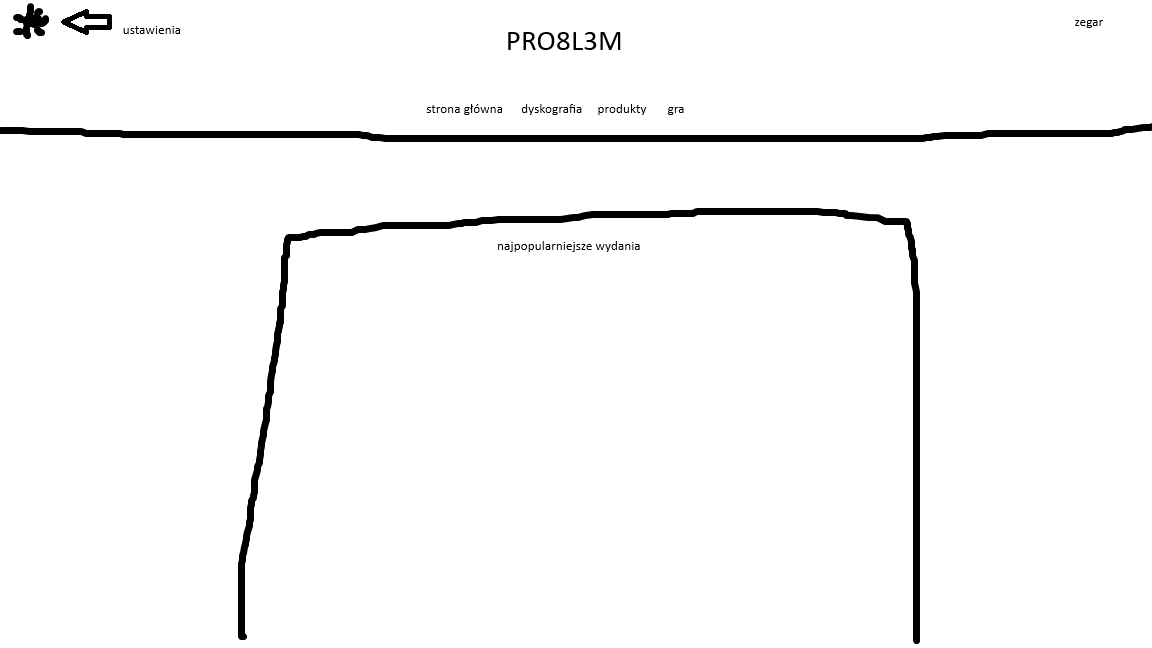 ustawienia
zegar
PRO8L3M
strona główna dyskografia produkty gra
najpopularniejsze wydania